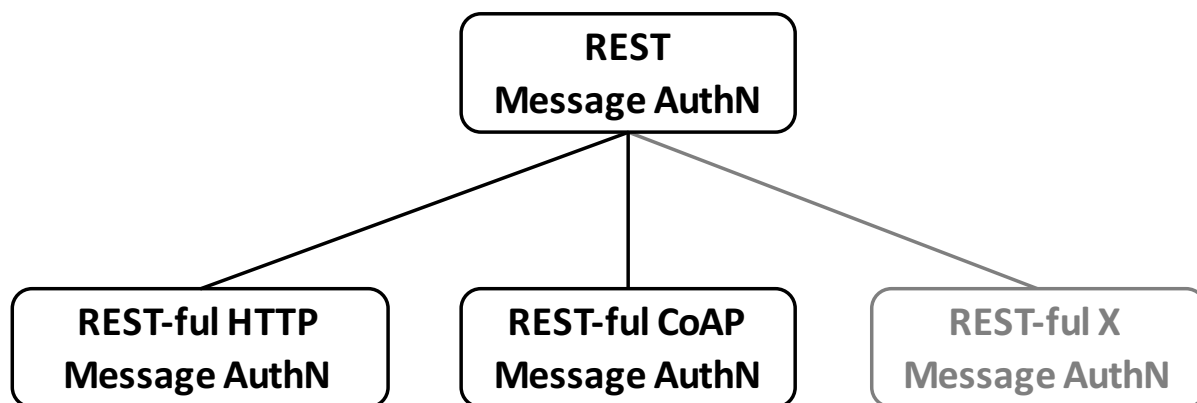 REST
Message AuthN
REST-ful HTTP
Message AuthN
REST-ful CoAP
Message AuthN
REST-ful X
Message AuthN